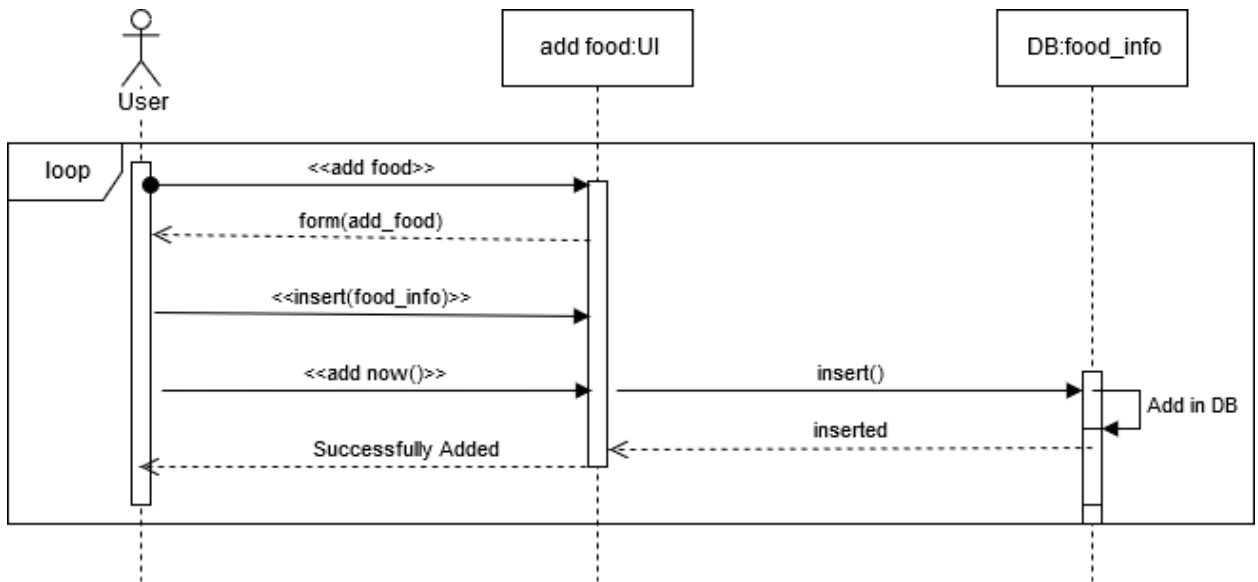 add food:UI
DB:food_info
User
loop
<<add food>>
form(add_food)
<<insert(food_info)>>
<<add now()>>
insert()
Add in DB
inserted
Successfully Added